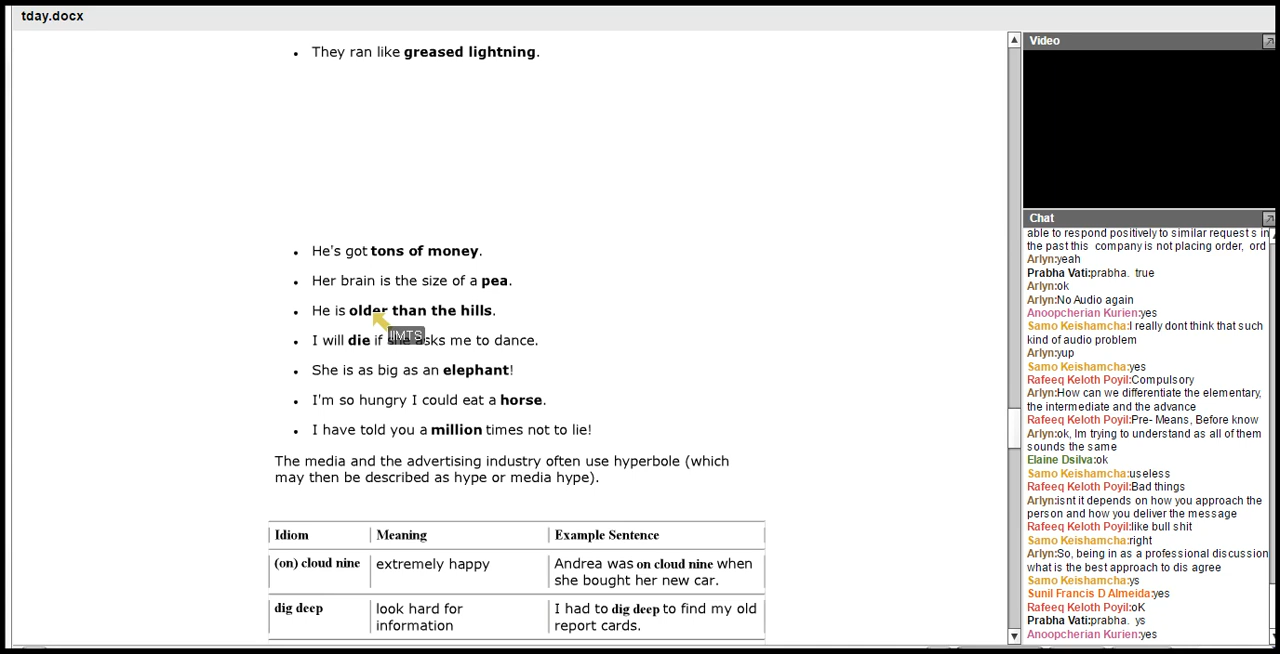 tday.docx
They ran like greased lightning.
He's got tons of money.
Her brain is the size of a pea.
He is older than the hills.
IIMTS
I will die if she asks me to dance.
She is as big as an elephant!
I'm so hungry I could eat a horse.
I have told you a million times not to lie!
The media and the advertising industry often use hyperbole (which
may then be described as hype or media hype).
Idiom Meaning Example Sentence
(on) cloud nine extremely happy Andrea was on cloud nine when
she bought her new car.
dig deep look hard for I had to dig deep to find my old
information report cards.
Video
Chat
able to respond positively to similar request s in
the past this company is not placing order, ord
Arlyn:yeah
Prabha Vati:prabha. true
Arlyn:ok
Arlyn:No Audio again
Anoopcherian Kurien:yes
Samo Keishamcha:I really dont think that such
kind of audio problem
Arlyn:yup
Samo Keishamcha:yes
Rafeeq Keloth Poyil:Compulsory
Arlyn:How can we differentiate the elementary,
the intermediate and the advance
Rafeeq Keloth Poyil:Pre- Means, Before know
Arlyn:ok, Im trying to understand as all of them
sounds the same
Elaine Dsilva:ok
Samo Keishamcha:useless
Rafeeq Keloth Poyil:Bad things
Arlyn:isnt it depends on how you approach the
person and how you deliver the message
Rafeeq Keloth Poyil:like bull shit
Samo Keishamcha:right
Arlyn:So, being in as a professional discussion
what is the best approach to dis agree
Samo Keishamcha:ys
Sunil Francis D Almeida:yes
Rafeeq Keloth Poyil:oK
Prabha Vati:prabha. ys
Anoopcherian Kurien:yes